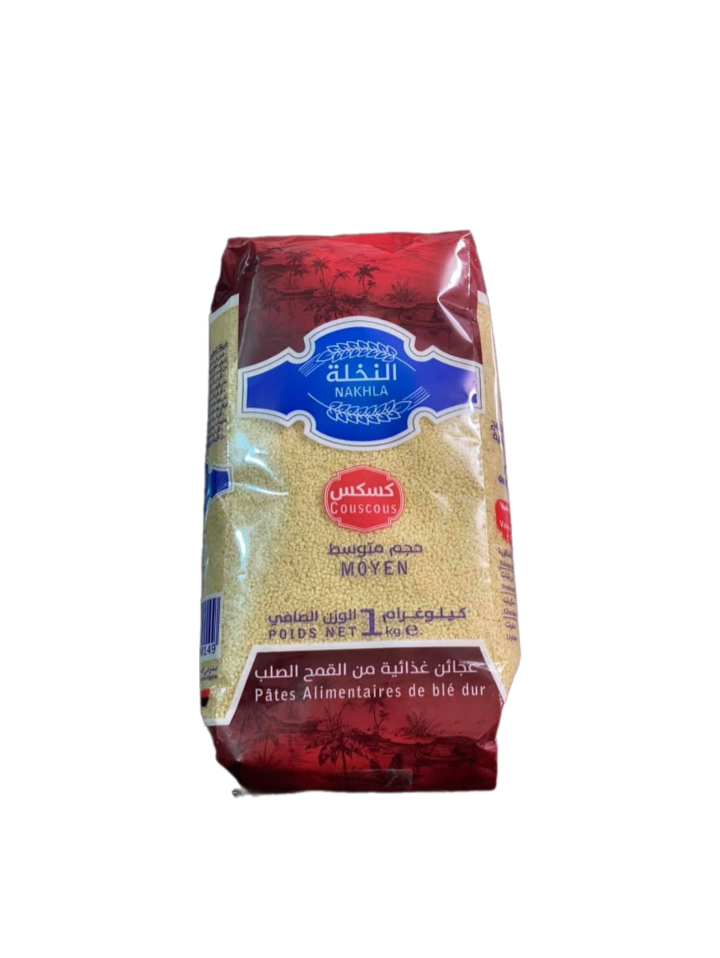 النخلة
NAKHLA
كسكس
Couscous
حجم متوسط
MOYEN
الوزن الصافي 1 كيلوغرام
POIDS NET 1 kg e
عجائن غذائية من القمح الصلب
Pâtes Alimentaires de blé dur
149